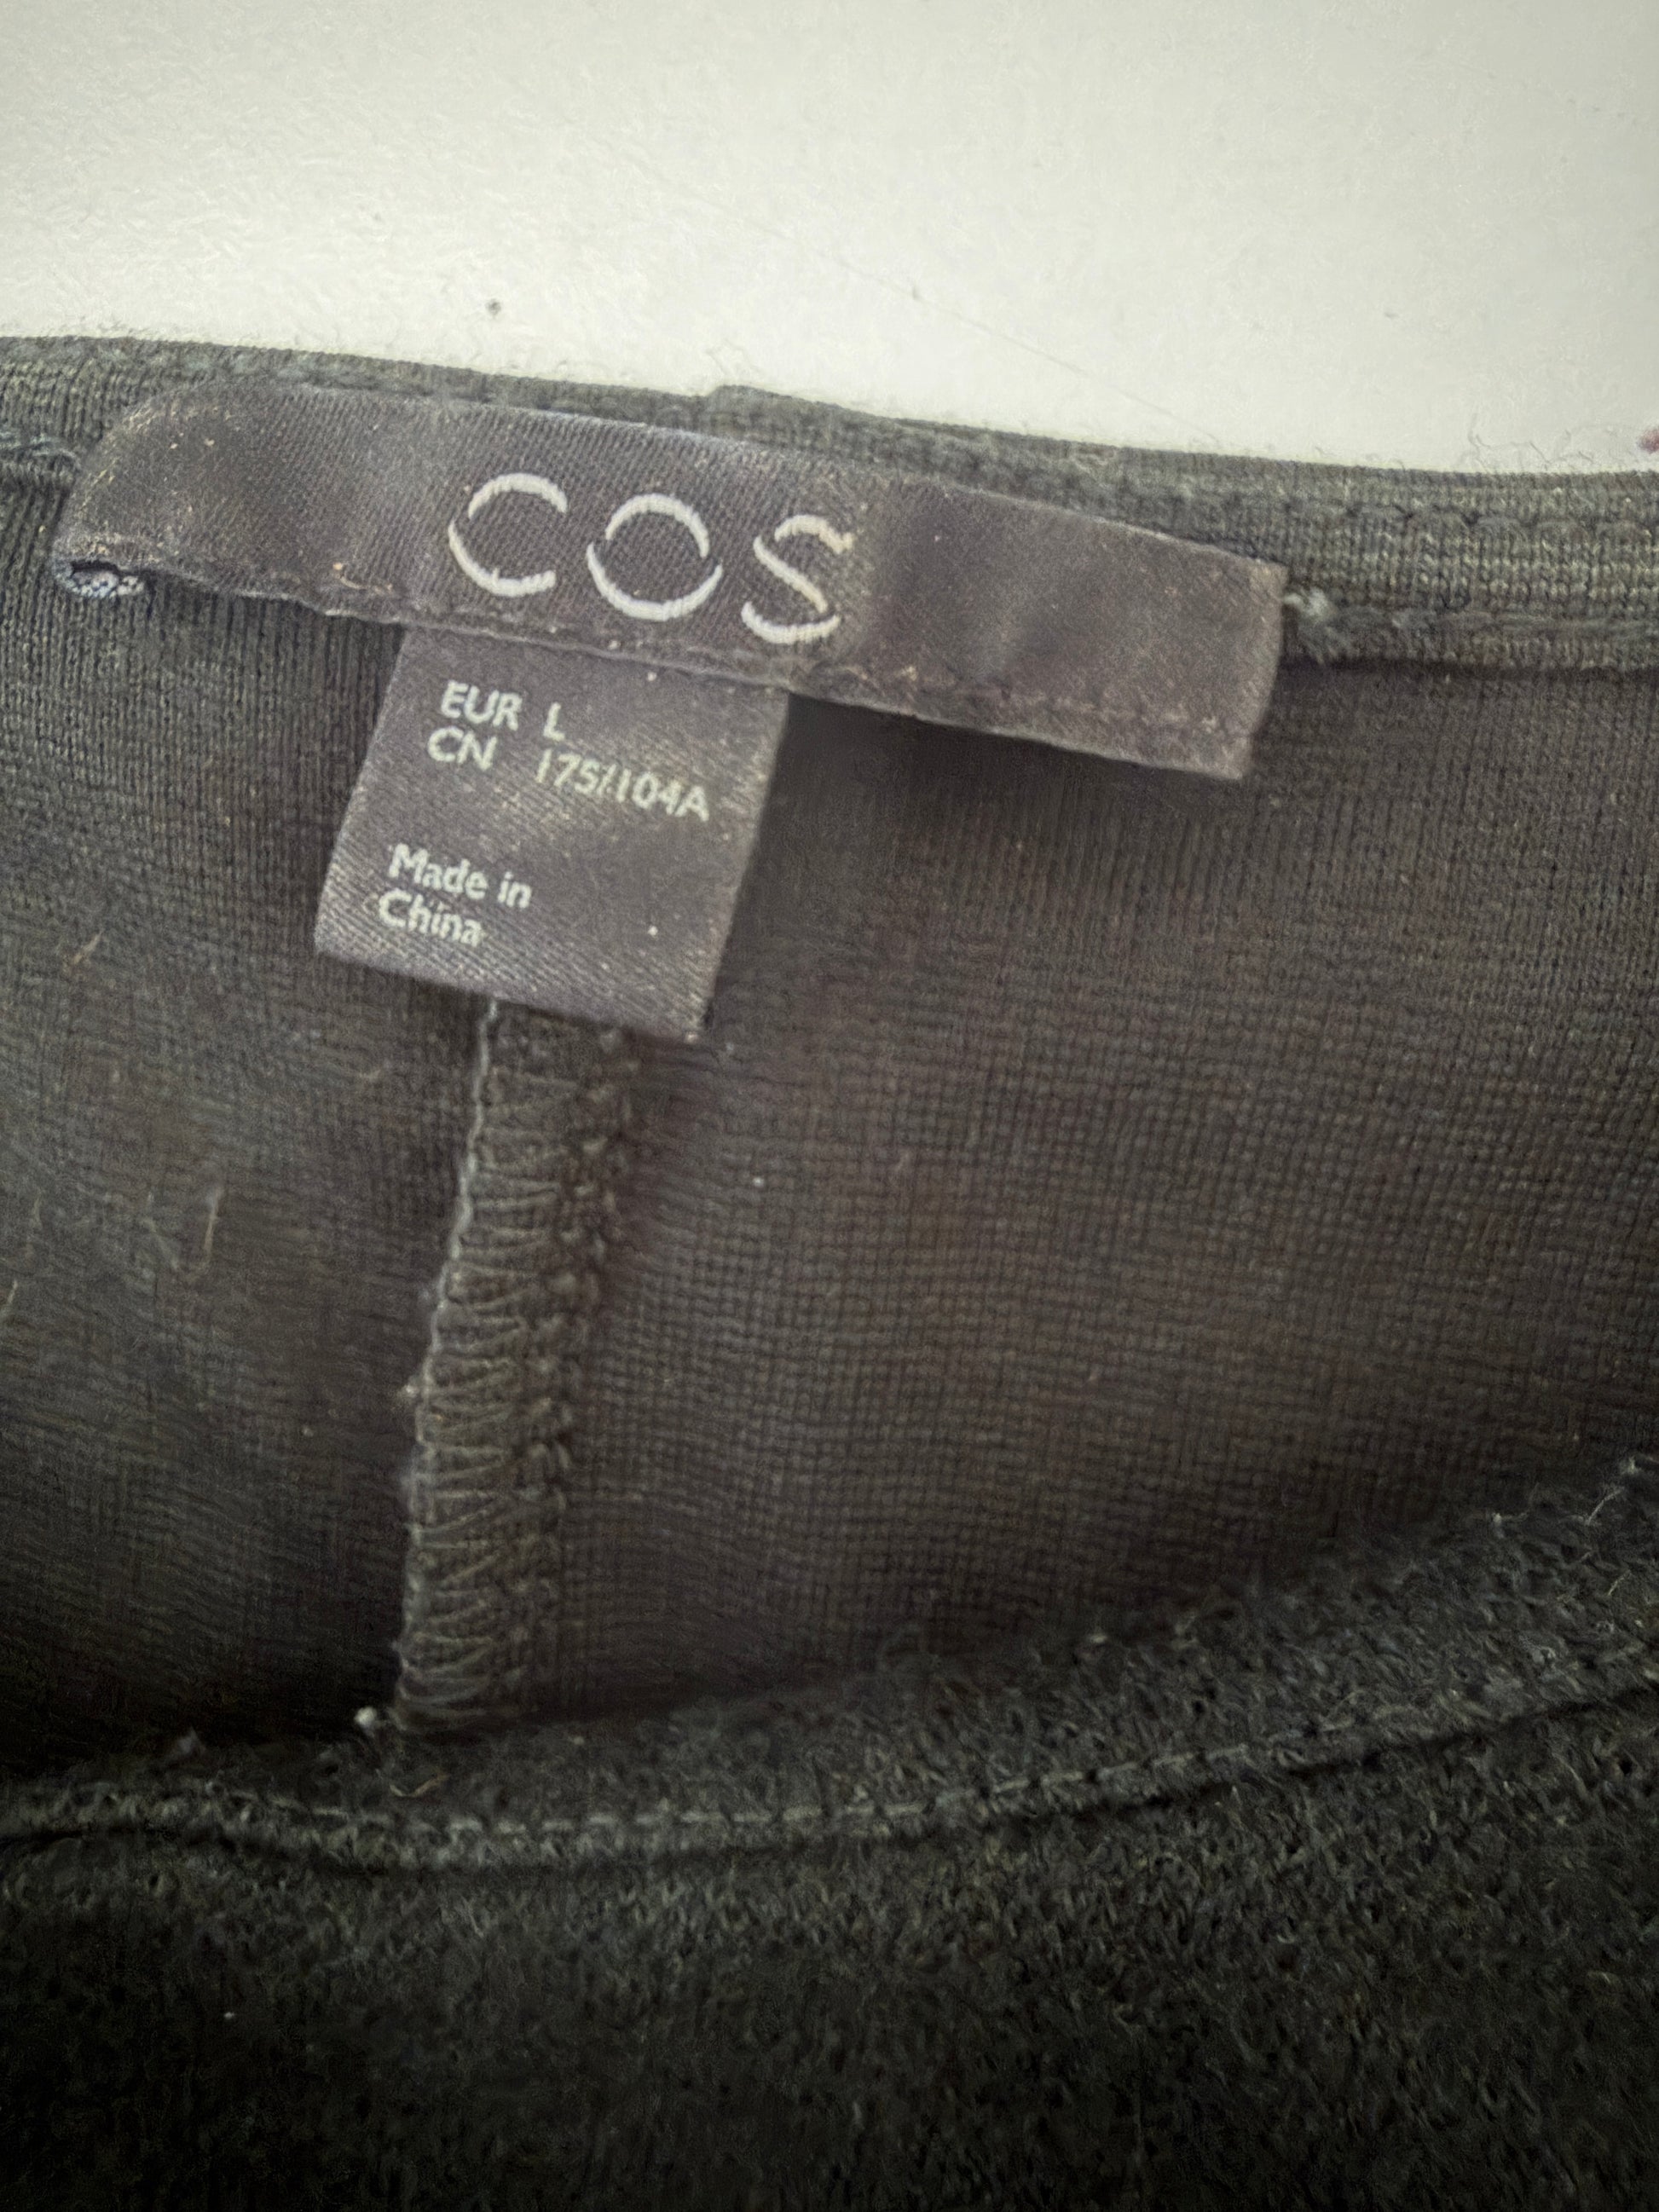 COS
EUR L
CN 175/104A
Made in
China